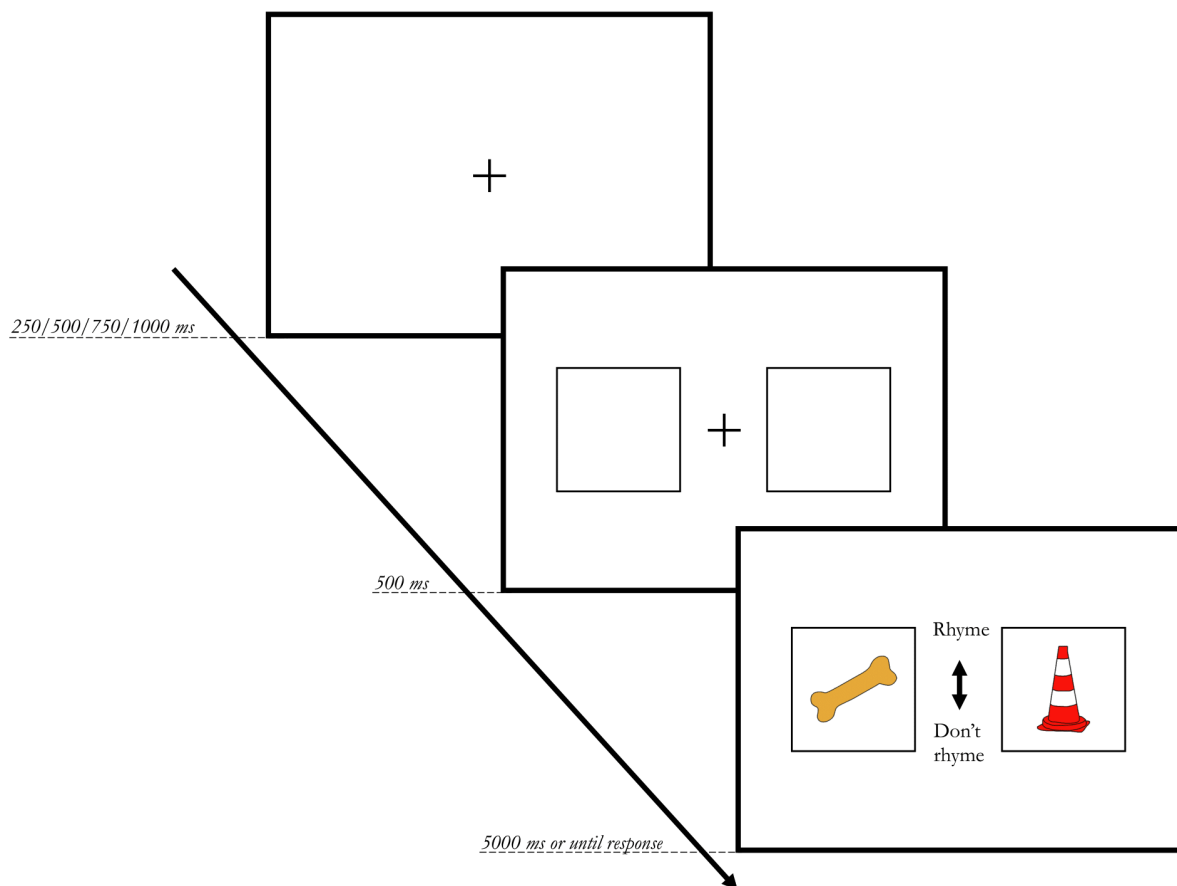 250/500/750/1000 ms
500 ms
Rhyme
Don't
rhyme
5000 ms or until response